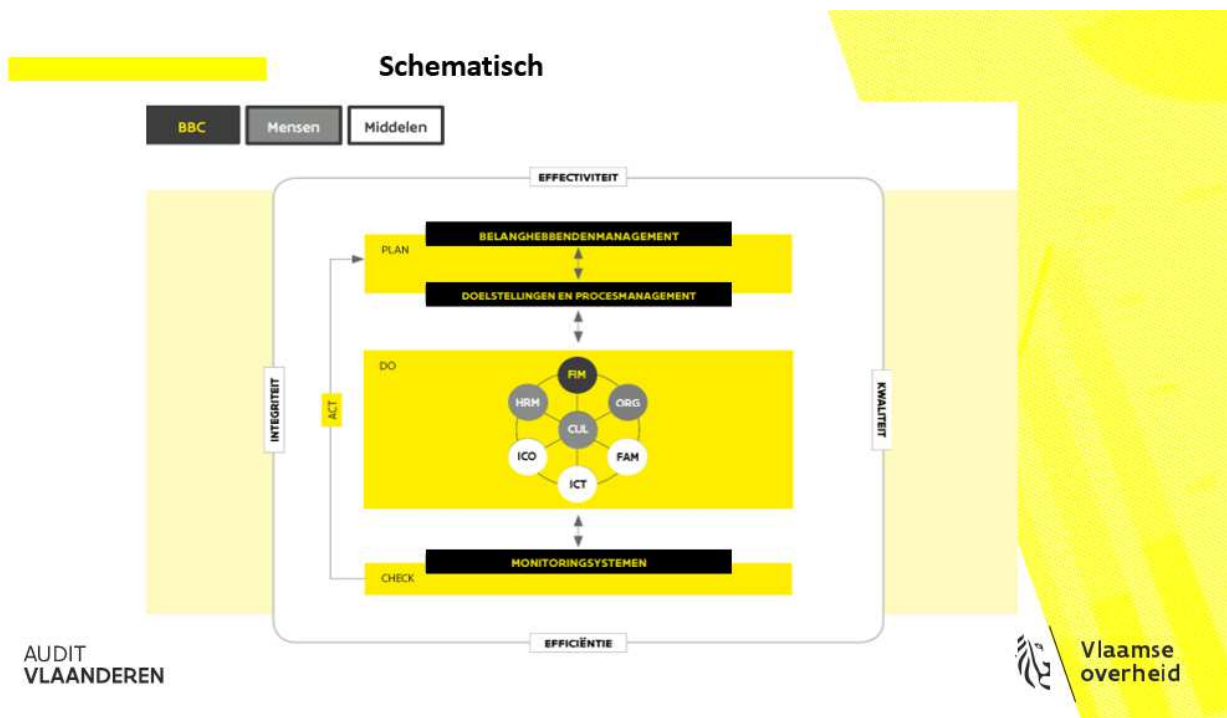 Schematisch
BBC
Mensen
Middelen
EFFECTIVITEIT
BELANGHEBBENDENMANAGEMENT
PLAN
DOELSTELLINGEN EN PROCESMANAGEMENT
DO
FIM
HRM
ORG
CUL
ICO
FAM
ICT
INTEGRITEIT
ACT
KWALITEIT
MONITORINGSYSTEMEN
CHECK
EFFICIËNTIE
AUDIT
VLAANDEREN
Vlaamse
overheid